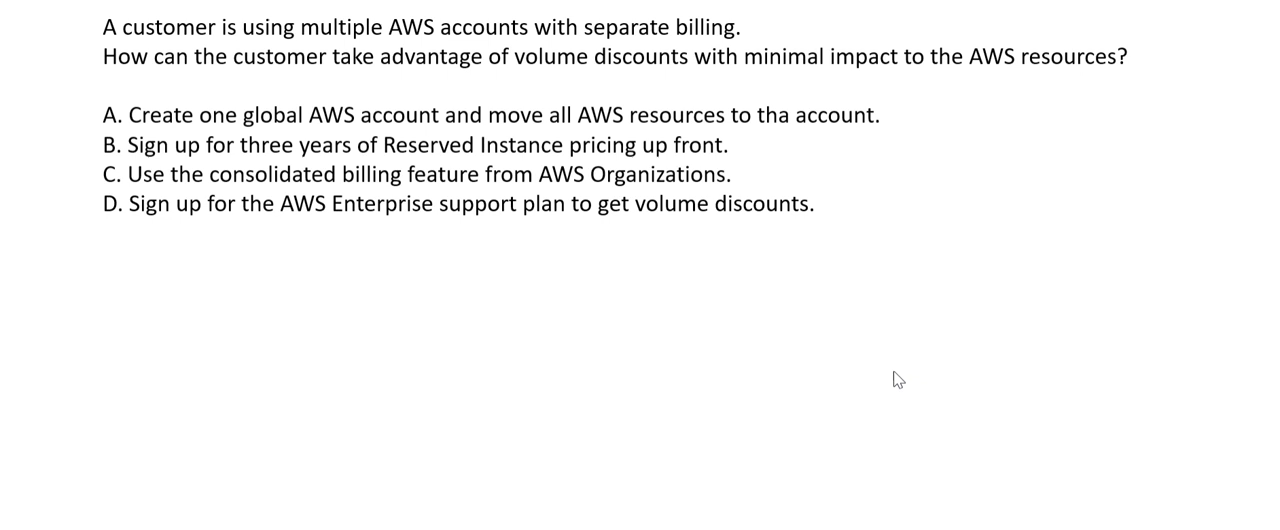 A customer is using multiple AWS accounts with separate billing.
How can the customer take advantage of volume discounts with minimal impact to the AWS resources?
A. Create one global AWS account and move all AWS resources to tha account.
B. Sign up for three years of Reserved Instance pricing up front.
C. Use the consolidated billing feature from AWS Organizations.
D. Sign up for the AWS Enterprise support plan to get volume discounts.